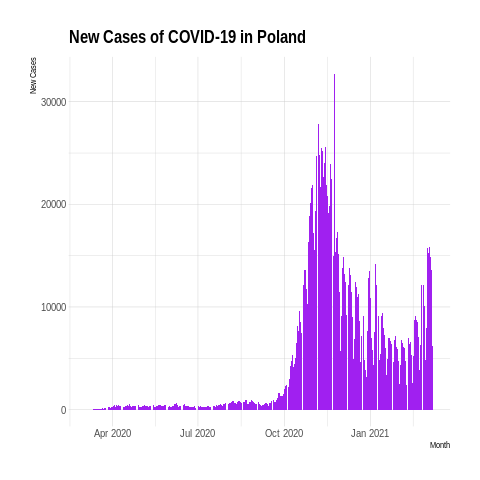 New Cases of COVID-19 in Poland
New Cases
30000
20000
10000
0
Apr 2020 Jul 2020 Oct 2020 Jan 2021
Month